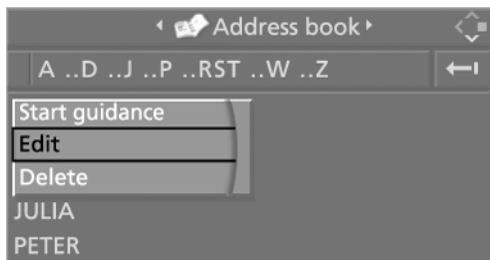 Address book
A ..D ..J ..P ..RST ..W ..Z
Start guidance
Edit
Delete
JULIA
PETER